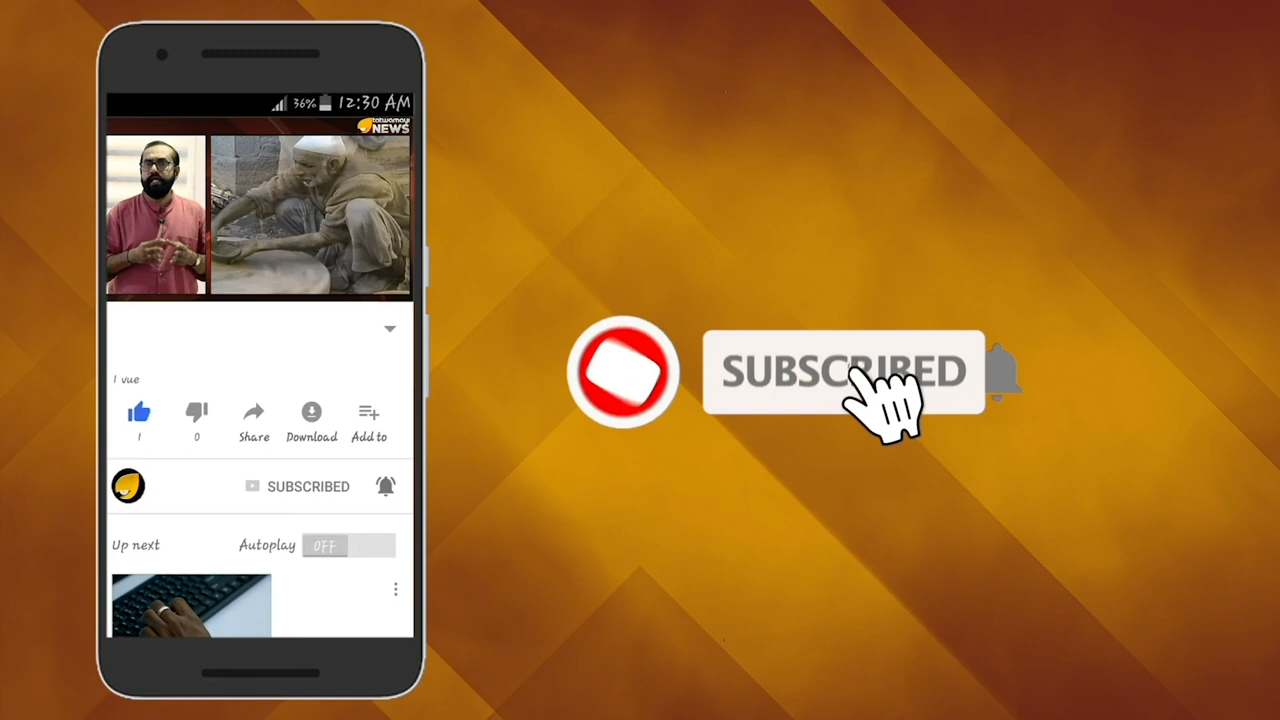 36% 12:30 AM
tatwamayi
NEWS
1 vue
1
0
Share
Download
Add to
SUBSCRIBED
Up next
Autoplay
OFF
SUBSCRIBED